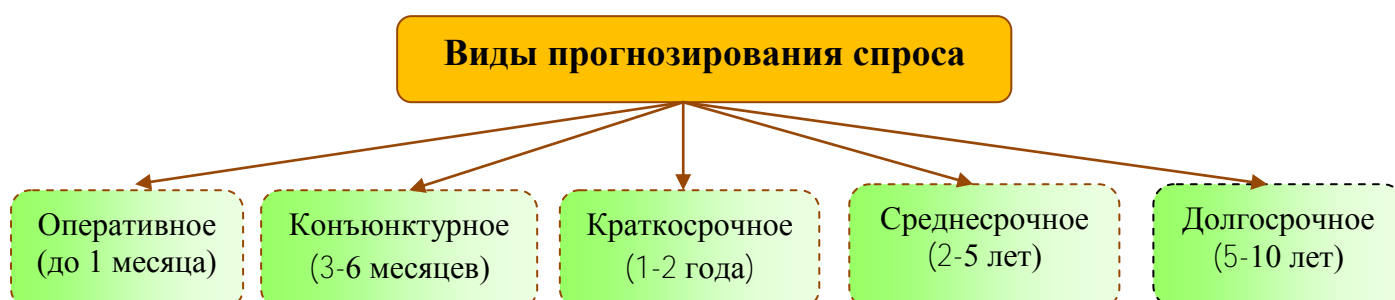 Виды прогнозирования спроса
Оперативное
(до 1 месяца)
Конъюнктурное
(3-6 месяцев)
Краткосрочное
(1-2 года)
Среднесрочное
(2-5 лет)
Долгосрочное
(5-10 лет)